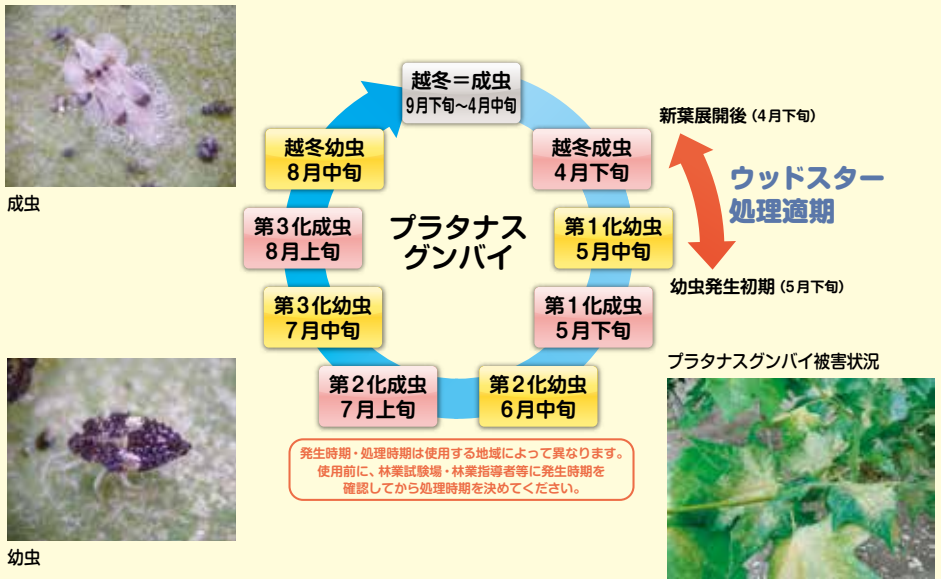 成虫
幼虫
プラタナス
グンバイ
越冬＝成虫
9月下旬～4月中旬
越冬成虫
4月下旬
第1化幼虫
5月中旬
第1化成虫
5月下旬
第2化幼虫
6月中旬
第2化成虫
7月上旬
第3化幼虫
7月中旬
第3化成虫
8月上旬
越冬幼虫
8月中旬
新葉展開後（4月下旬）
ウッドスター
処理適期
幼虫発生初期（5月下旬）
プラタナスグンバイ被害状況
発生時期・処理時期は使用する地域によって異なります。
使用前に、林業試験場・林業指導者等に発生時期を
確認してから処理時期を決めてください。